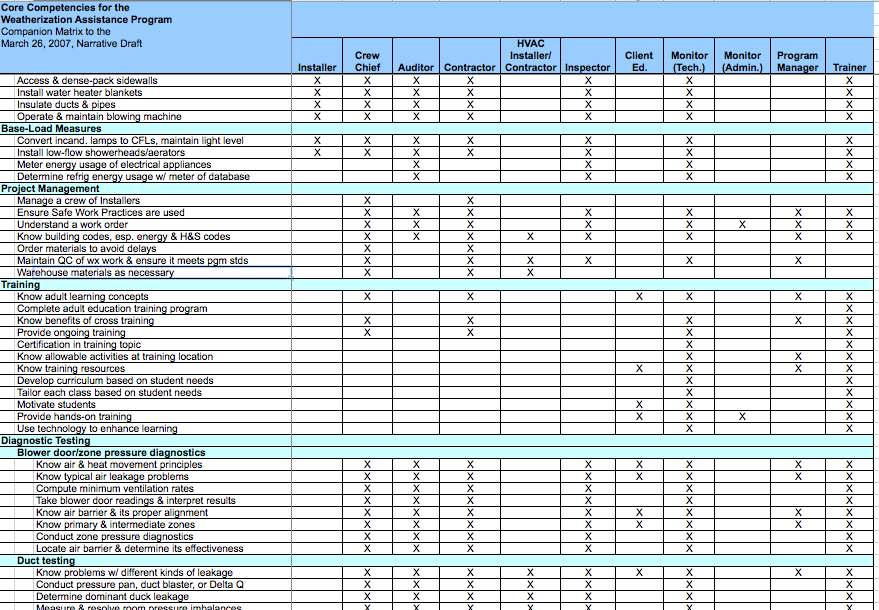 Core Competencies for the
Weatherization Assistance Program
Companion Matrix to the
March 26, 2007, Narrative Draft
Installer Crew Chief Auditor Contractor HVAC Installer/ Contractor Inspector Client Ed. Monitor (Tech.) Monitor (Admin.) Program Manager Trainer
Access & dense-pack sidewalls X X X X X X X
Install water heater blankets X X X X X X X
Insulate ducts & pipes X X X X X X X
Operate & maintain blowing machine X X X X X X X
Base-Load Measures
Convert incand. lamps to CFLs, maintain light level X X X X X X X
Install low-flow showerheads/aerators X X X X X X X
Meter energy usage of electrical appliances X X X X
Determine refrig energy usage w/ meter of database X X X X
Project Management
Manage a crew of Installers X X
Ensure Safe Work Practices are used X X X X X X X
Understand a work order X X X X X X X X
Know building codes, esp. energy & H&S codes X X X X X X X X
Order materials to avoid delays X X
Maintain QC of wx work & ensure it meets pgm stds X X X X X X
Warehouse materials as necessary X X X
Training
Know adult learning concepts X X X X X X
Complete adult education training program X
Know benefits of cross training X X X X X
Provide ongoing training X X X X
Certification in training topic X X
Know allowable activities at training location X X X
Know training resources X X X X
Develop curriculum based on student needs X X
Tailor each class based on student needs X X
Motivate students X X X
Provide hands-on training X X X X
Use technology to enhance learning X X
Diagnostic Testing
Blower door/zone pressure diagnostics
Know air & heat movement principles X X X X X X X X
Know typical air leakage problems X X X X X X X X
Compute minimum ventilation rates X X X X X X
Take blower door readings & interpret results X X X X X X
Know air barrier & its proper alignment X X X X X X X X
Know primary & intermediate zones X X X X X X X X
Conduct zone pressure diagnostics X X X X X X
Locate air barrier & determine its effectiveness X X X X X X
Duct testing
Know problems w/ different kinds of leakage X X X X X X X X X
Conduct pressure pan, duct blaster, or Delta Q X X X X X X X
Determine dominant duck leakage X X X X X X X
Measure & resolve room pressure imbalances X X X X X X X